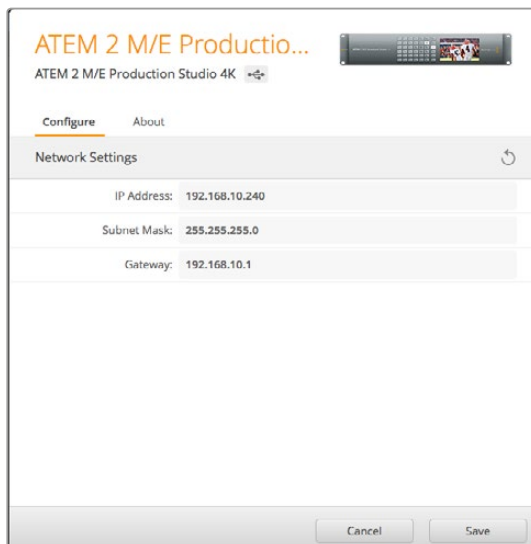 ATEM 2 M/E Productio...
ATEM 2 M/E Production Studio 4K
Configure About
Network Settings
IP Address: 192.168.10.240
Subnet Mask: 255.255.255.0
Gateway: 192.168.10.1
Cancel Save